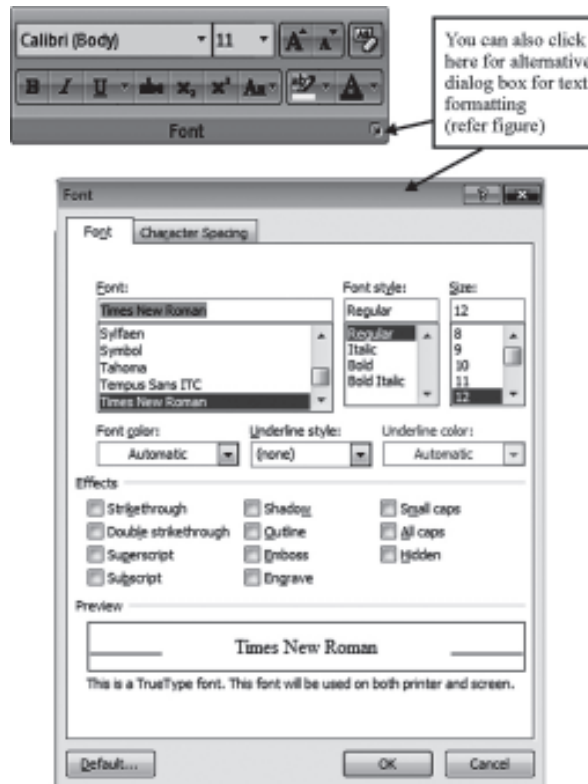 Calibri (Body) 11 A A
B I U abc x₂ x² Aa ab A
Font
You can also click
here for alternative
dialog box for text
formatting
(refer figure)
Font
Font Character Spacing
Font: Font style: Size:
Times New Roman Regular 12
Sylfaen Regular 8
Symbol Italic 9
Tahoma Bold 10
Tempus Sans ITC Bold Italic 11
Times New Roman 12
Font color: Underline style: Underline color:
Automatic (none) Automatic
Effects
Strikethrough Shadow Small caps
Double strikethrough Outline All caps
Superscript Emboss Hidden
Subscript Engrave
Preview
Times New Roman
This is a TrueType font. This font will be used on both printer and screen.
Default... OK Cancel